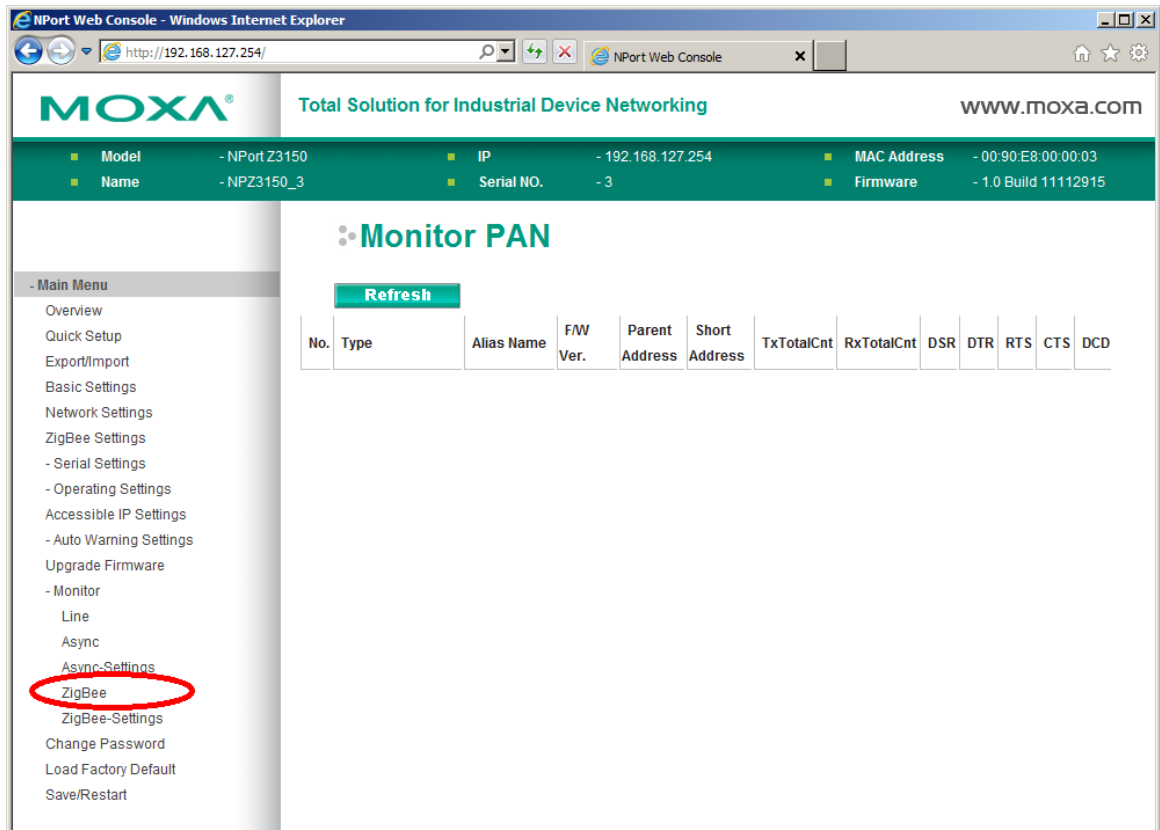 NPort Web Console - Windows Internet Explorer
http://192.168.127.254/
NPort Web Console
MOXA®
Total Solution for Industrial Device Networking
www.moxa.com
Model - NPort Z3150 IP - 192.168.127.254 MAC Address - 00:90:E8:00:00:03
Name - NPZ3150_3 Serial NO. - 3 Firmware - 1.0 Build 11112915
- Main Menu
Overview
Quick Setup
Export/Import
Basic Settings
Network Settings
ZigBee Settings
- Serial Settings
- Operating Settings
Accessible IP Settings
- Auto Warning Settings
Upgrade Firmware
- Monitor
Line
Async
Async-Settings
ZigBee
ZigBee-Settings
Change Password
Load Factory Default
Save/Restart
Monitor PAN
Refresh
No. Type Alias Name F/W Ver. Parent Address Short Address TxTotalCnt RxTotalCnt DSR DTR RTS CTS DCD